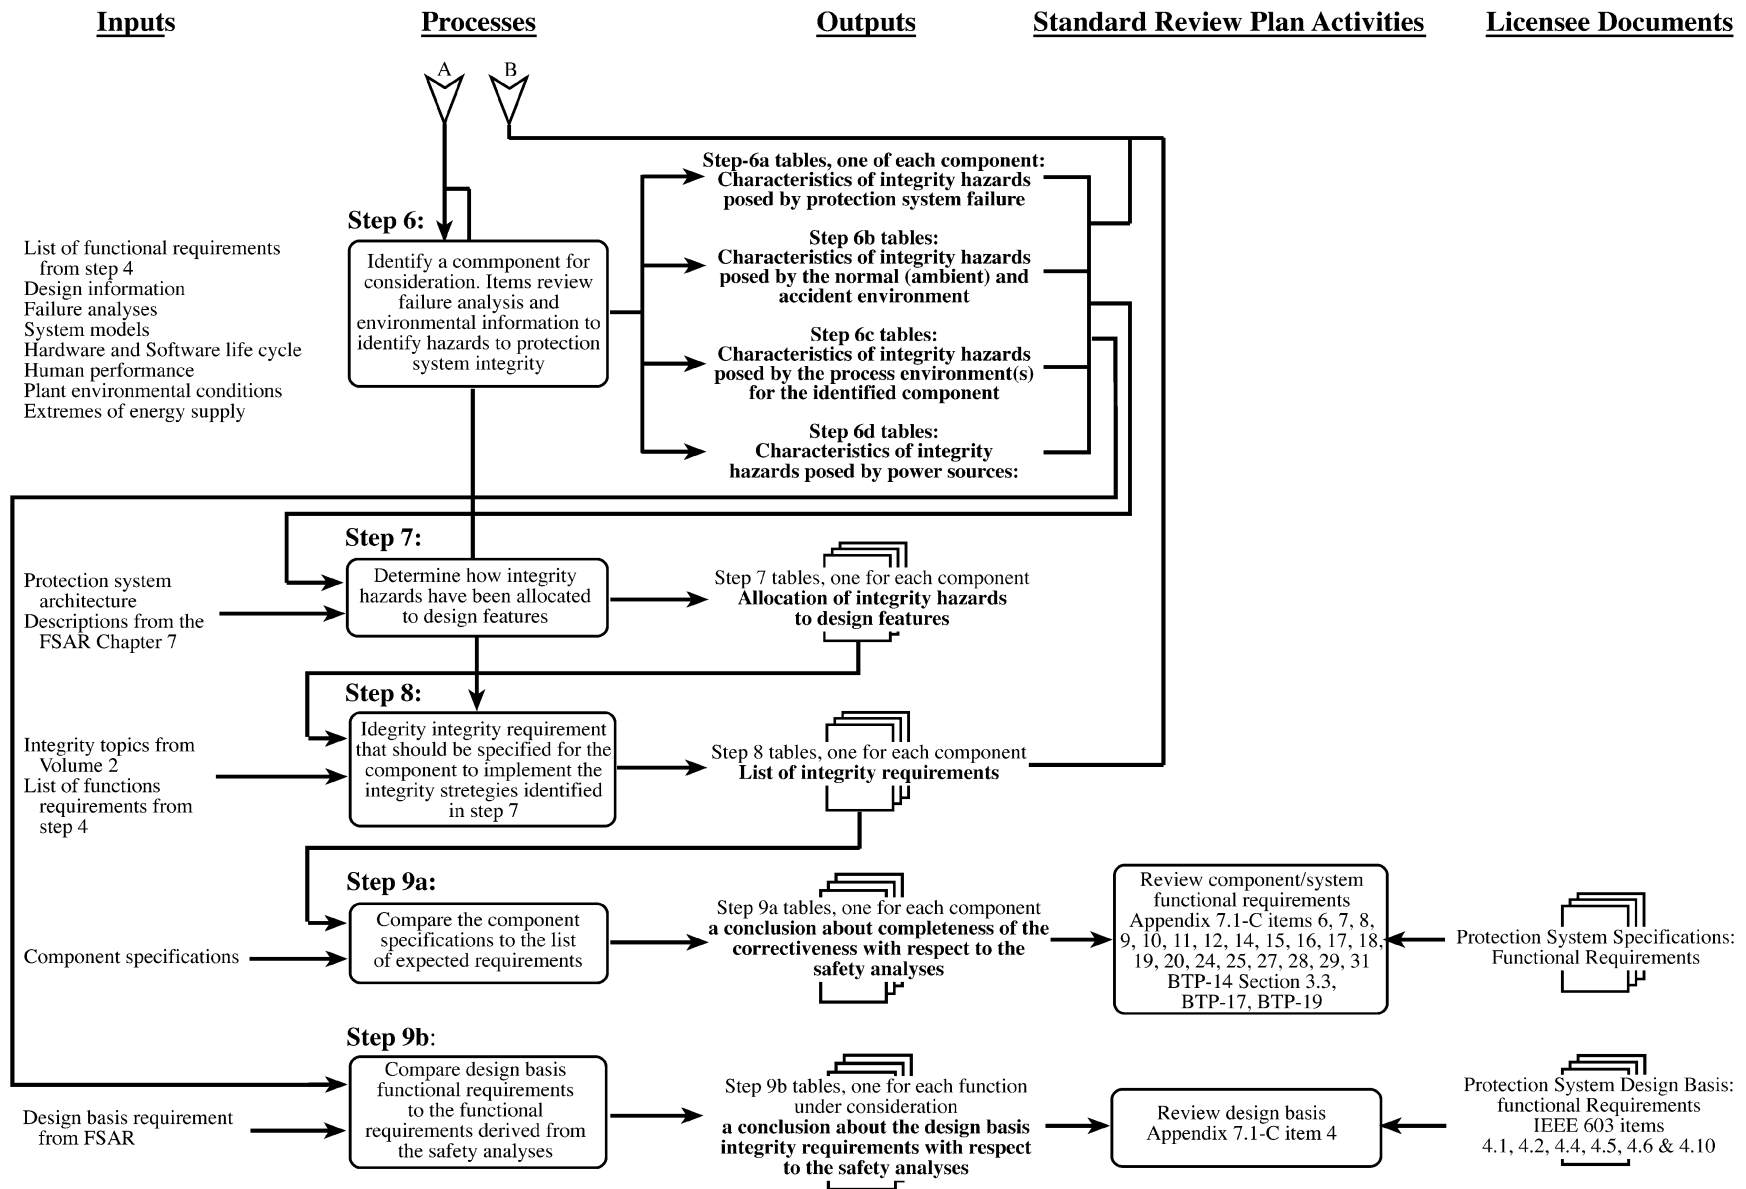 Inputs
Processes
Outputs
Standard Review Plan Activities
Licensee Documents
A
B
Step 6:
List of functional requirements
from step 4
Design information
Failure analyses
System models
Hardware and Software life cycle
Human performance
Plant environmental conditions
Extremes of energy supply
Identify a commponent for
consideration. Items review
failure analysis and
environmental information to
identify hazards to protection
system integrity
Step-6a tables, one of each component:
Characteristics of integrity hazards
posed by protection system failure
Step 6b tables:
Characteristics of integrity hazards
posed by the normal (ambient) and
accident environment
Step 6c tables:
Characteristics of integrity hazards
posed by the process environment(s)
for the identified component
Step 6d tables:
Characteristics of integrity
hazards posed by power sources:
Step 7:
Protection system
architecture
Descriptions from the
FSAR Chapter 7
Determine how integrity
hazards have been allocated
to design features
Step 7 tables, one for each component
Allocation of integrity hazards
to design features
Step 8:
Integrity topics from
Volume 2
List of functions
requirements from
step 4
Idegrity integrity requirement
that should be specified for the
component to implement the
integrity stretegies identified
in step 7
Step 8 tables, one for each component
List of integrity requirements
Step 9a:
Component specifications
Compare the component
specifications to the list
of expected requirements
Step 9a tables, one for each component
a conclusion about completeness of the
correctiveness with respect to the
safety analyses
Review component/system
functional requirements
Appendix 7.1-C items 6, 7, 8,
9, 10, 11, 12, 14, 15, 16, 17, 18,
19, 20, 24, 25, 27, 28, 29, 31
BTP-14 Section 3.3,
BTP-17, BTP-19
Protection System Specifications:
Functional Requirements
Step 9b:
Design basis requirement
from FSAR
Compare design basis
functional requirements
to the functional
requirements derived from
the safety analyses
Step 9b tables, one for each function
under consideration
a conclusion about the design basis
integrity requirements with respect
to the safety analyses
Review design basis
Appendix 7.1-C item 4
Protection System Design Basis:
functional Requirements
IEEE 603 items
4.1, 4.2, 4.4, 4.5, 4.6 & 4.10